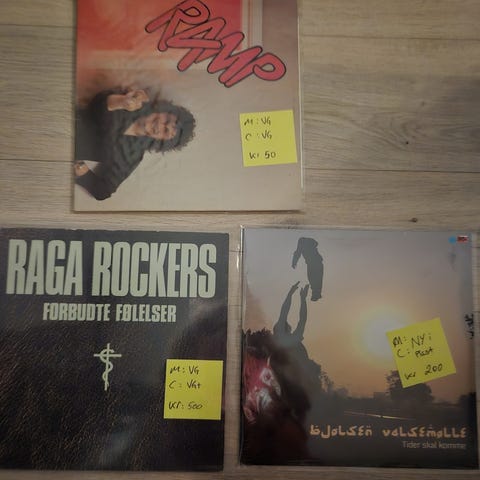 RAMP
M: VG
C: VG
Kr 50
RAGA ROCKERS
FORBUDTE FØLELSER
M: VG
C: VG+
Kr: 500
M: NY i
C: Plast
Kr 200
bjølsen valsemølle
Tider skal komme